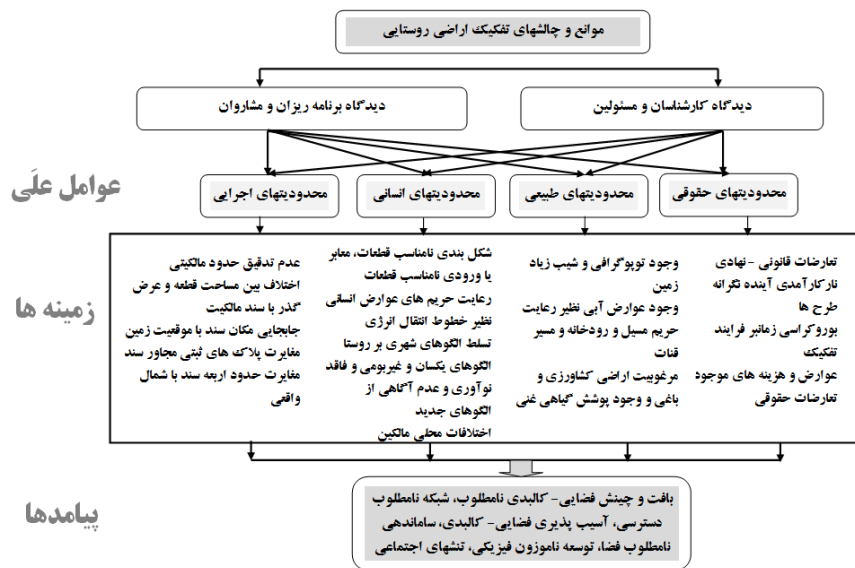 موانع و چالشهای تفکیک اراضی روستایی
دیدگاه کارشناسان و مسئولین
دیدگاه برنامه ریزان و مشاروان
عوامل علّی
محدودیتهای حقوقی
محدودیتهای طبیعی
محدودیتهای انسانی
محدودیتهای اجرایی
زمینه ها
تعارضات قانونی -نهادی
نارکارآمدی آینده نگرانه
طرح ها
بوروکراسی زمانبر فرایند
تفکیک
عوارض و هزینه های موجود
تعارضات حقوقی
وجود توپوگرافی و شیب زیاد
زمین
وجود عوارض آبی نظیر رعایت
حریم مسیل و رودخانه و مسیر
قنات
مرغوبیت اراضی کشاورزی و
باغی و وجود پوشش گیاهی غنی
شکل بندی نامناسب قطعات، معابر
یا ورودی نامناسب قطعات
رعایت حریم های عوارض انسانی
نظیر خطوط انتقال انرژی
تسلط الگوهای شهری بر روستا
الگوهای یکسان و غیربومی و فاقد
نوآوری و عدم آگاهی از
الگوهای جدید
اختلافات محلی مالکین
عدم تدقیق حدود مالکیتی
اختلاف بین مساحت قطعه و عرض
گذر با سند مالکیت
جابجایی مکان سند با موقعیت زمین
مغایرت پلاک های ثبتی مجاور سند
مغایرت حدود اربعه سند با شمال
واقعی
پیامدها
بافت و چینش فضایی- کالبدی نامطلوب، شبکه نامطلوب
دسترسی، آسیب پذیری فضایی- کالبدی، ساماندهی
نامطلوب فضا، توسعه ناموزون فیزیکی، تنشهای اجتماعی